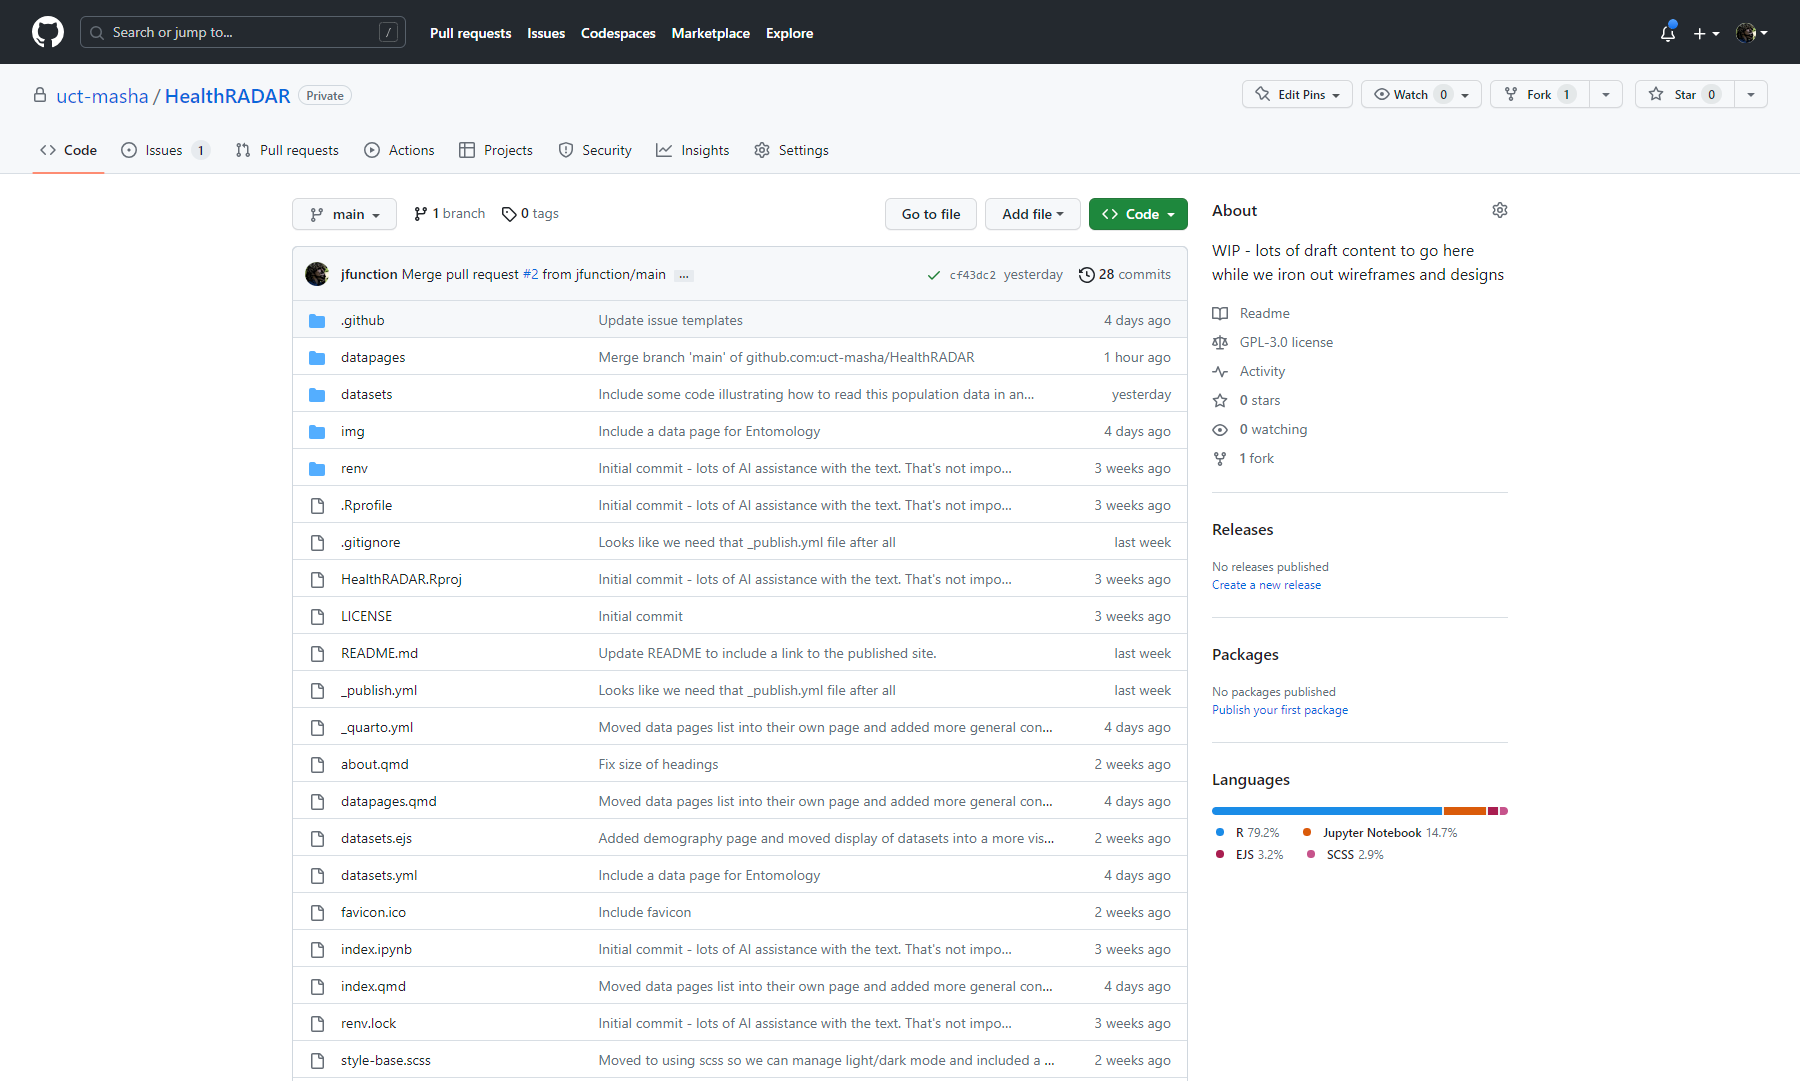 Search or jump to... / Pull requests Issues Codespaces Marketplace Explore
uct-masha / HealthRADAR Private Edit Pins Watch 0 Fork 1 Star 0
Code Issues 1 Pull requests Actions Projects Security Insights Settings
main 1 branch 0 tags Go to file Add file Code
jfunction Merge pull request #2 from jfunction/main ... cf43dc2 yesterday 28 commits
.github Update issue templates 4 days ago
datapages Merge branch 'main' of github.com:uct-masha/HealthRADAR 1 hour ago
datasets Include some code illustrating how to read this population data in an... yesterday
img Include a data page for Entomology 4 days ago
renv Initial commit - lots of AI assistance with the text. That's not impo... 3 weeks ago
.Rprofile Initial commit - lots of AI assistance with the text. That's not impo... 3 weeks ago
.gitignore Looks like we need that _publish.yml file after all last week
HealthRADAR.Rproj Initial commit - lots of AI assistance with the text. That's not impo... 3 weeks ago
LICENSE Initial commit 3 weeks ago
README.md Update README to include a link to the published site. last week
_publish.yml Looks like we need that _publish.yml file after all last week
_quarto.yml Moved data pages list into their own page and added more general con... 4 days ago
about.qmd Fix size of headings 2 weeks ago
datapages.qmd Moved data pages list into their own page and added more general con... 4 days ago
datasets.ejs Added demography page and moved display of datasets into a more vis... 2 weeks ago
datasets.yml Include a data page for Entomology 4 days ago
favicon.ico Include favicon 2 weeks ago
index.ipynb Initial commit - lots of AI assistance with the text. That's not impo... 3 weeks ago
index.qmd Moved data pages list into their own page and added more general con... 4 days ago
renv.lock Initial commit - lots of AI assistance with the text. That's not impo... 3 weeks ago
style-base.scss Moved to using scss so we can manage light/dark mode and included a ... 2 weeks ago
About
WIP - lots of draft content to go here
while we iron out wireframes and designs
Readme
GPL-3.0 license
Activity
0 stars
0 watching
1 fork
Releases
No releases published
Create a new release
Packages
No packages published
Publish your first package
Languages
R 79.2% Jupyter Notebook 14.7%
EJS 3.2% SCSS 2.9%